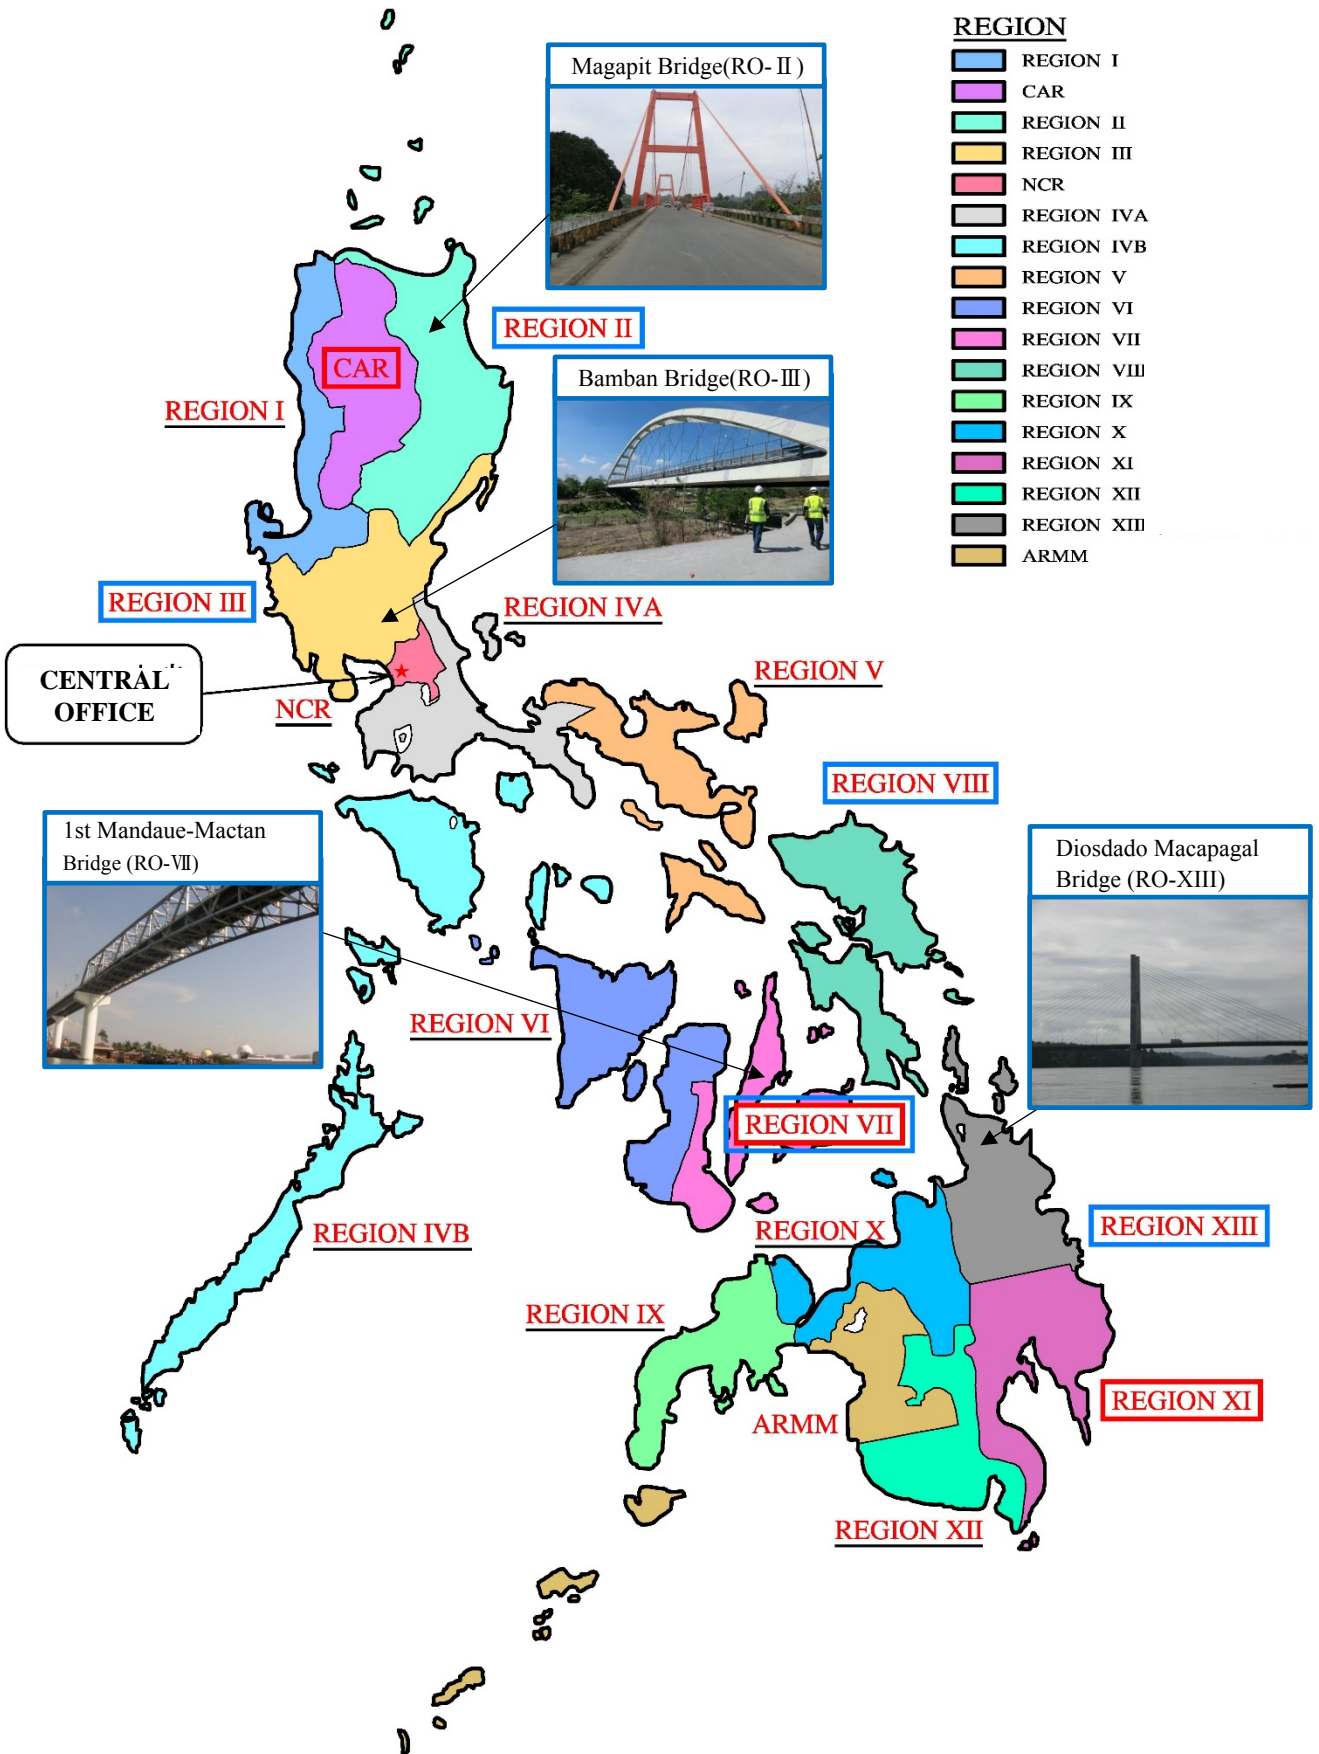 REGION
REGION I
CAR
REGION II
REGION III
NCR
REGION IVA
REGION IVB
REGION V
REGION VI
REGION VII
REGION VIII
REGION IX
REGION X
REGION XI
REGION XII
REGION XIII
ARMM
Magapit Bridge(RO-Ⅱ)
REGION II
CAR
Bamban Bridge(RO-Ⅲ)
REGION I
REGION III
REGION IVA
CENTRAL
OFFICE
NCR
REGION V
REGION VIII
1st Mandaue-Mactan
Bridge (RO-Ⅶ)
Diosdado Macapagal
Bridge (RO-XIII)
REGION VI
REGION VII
REGION IVB
REGION X
REGION XIII
REGION IX
REGION XI
ARMM
REGION XII